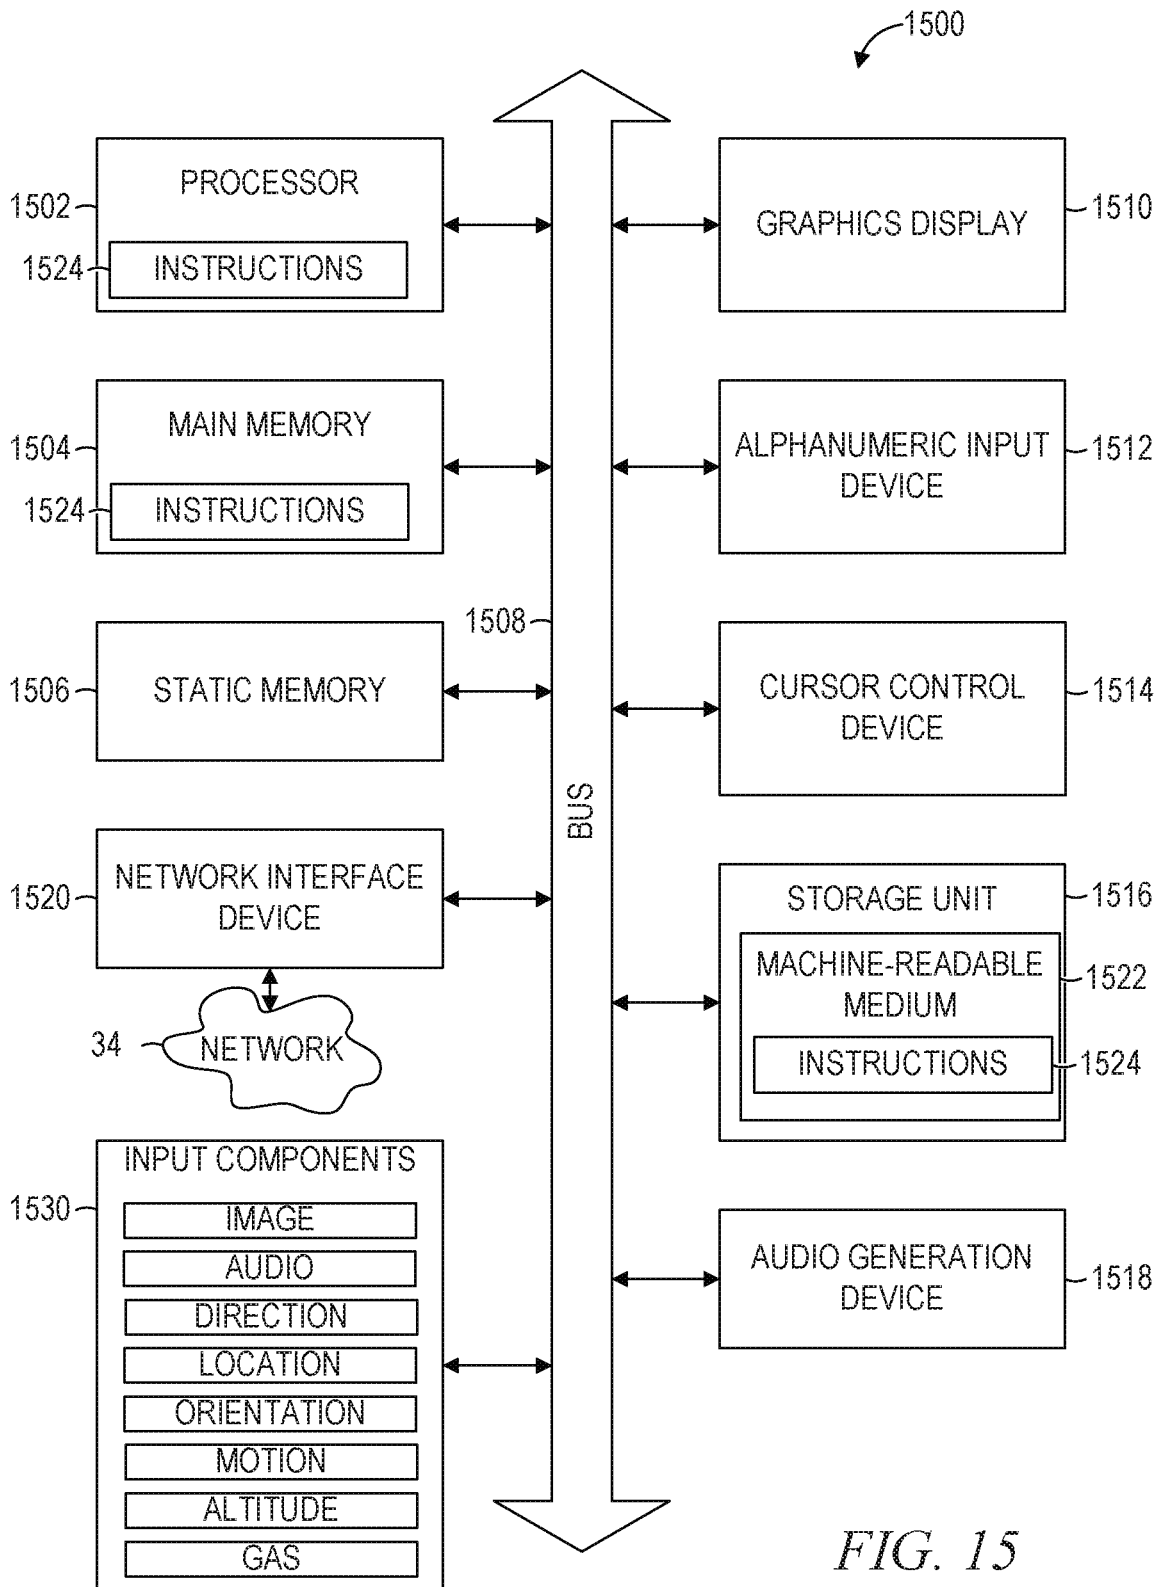 1500
PROCESSOR
1502
1524
INSTRUCTIONS
MAIN MEMORY
1504
1524
INSTRUCTIONS
1508
STATIC MEMORY
1506
BUS
NETWORK INTERFACE
DEVICE
1520
34
NETWORK
INPUT COMPONENTS
1530
IMAGE
AUDIO
DIRECTION
LOCATION
ORIENTATION
MOTION
ALTITUDE
GAS
GRAPHICS DISPLAY
1510
ALPHANUMERIC INPUT
DEVICE
1512
CURSOR CONTROL
DEVICE
1514
STORAGE UNIT
1516
MACHINE-READABLE
MEDIUM
1522
INSTRUCTIONS
1524
AUDIO GENERATION
DEVICE
1518
FIG. 15